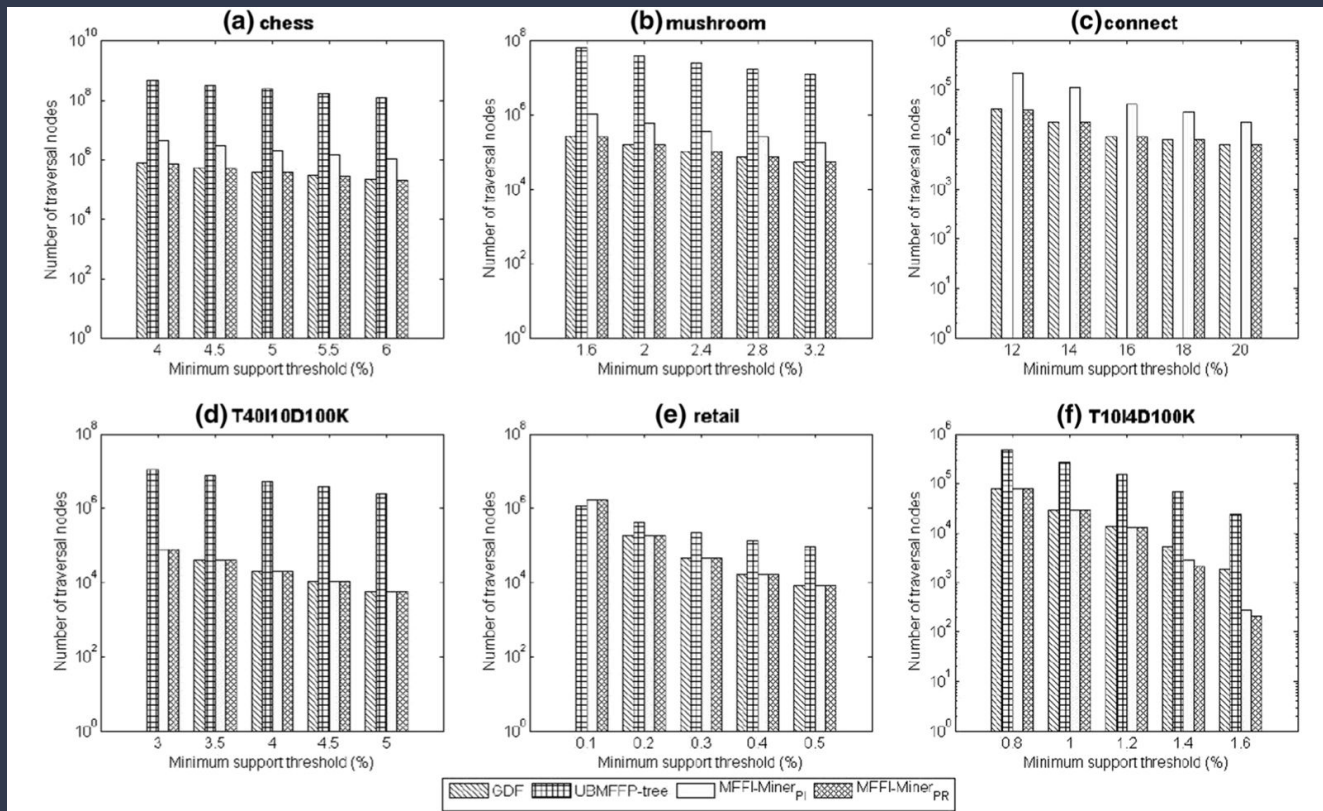 (a) chess
Number of traversal nodes
10^10
10^8
10^6
10^4
10^2
10^0
4 4.5 5 5.5 6
Minimum support threshold (%)
(b) mushroom
Number of traversal nodes
10^8
10^6
10^4
10^2
10^0
1.6 2 2.4 2.8 3.2
Minimum support threshold (%)
(c) connect
Number of traversal nodes
10^6
10^5
10^4
10^3
10^2
10^1
10^0
12 14 16 18 20
Minimum support threshold (%)
(d) T40I10D100K
Number of traversal nodes
10^8
10^6
10^4
10^2
10^0
3 3.5 4 4.5 5
Minimum support threshold (%)
(e) retail
Number of traversal nodes
10^8
10^6
10^4
10^2
10^0
0.1 0.2 0.3 0.4 0.5
Minimum support threshold (%)
(f) T10I4D100K
Number of traversal nodes
10^6
10^5
10^4
10^3
10^2
10^1
10^0
0.8 1 1.2 1.4 1.6
Minimum support threshold (%)
GDF UBMFFP-tree MFFI-Miner_PI MFFI-Miner_PR